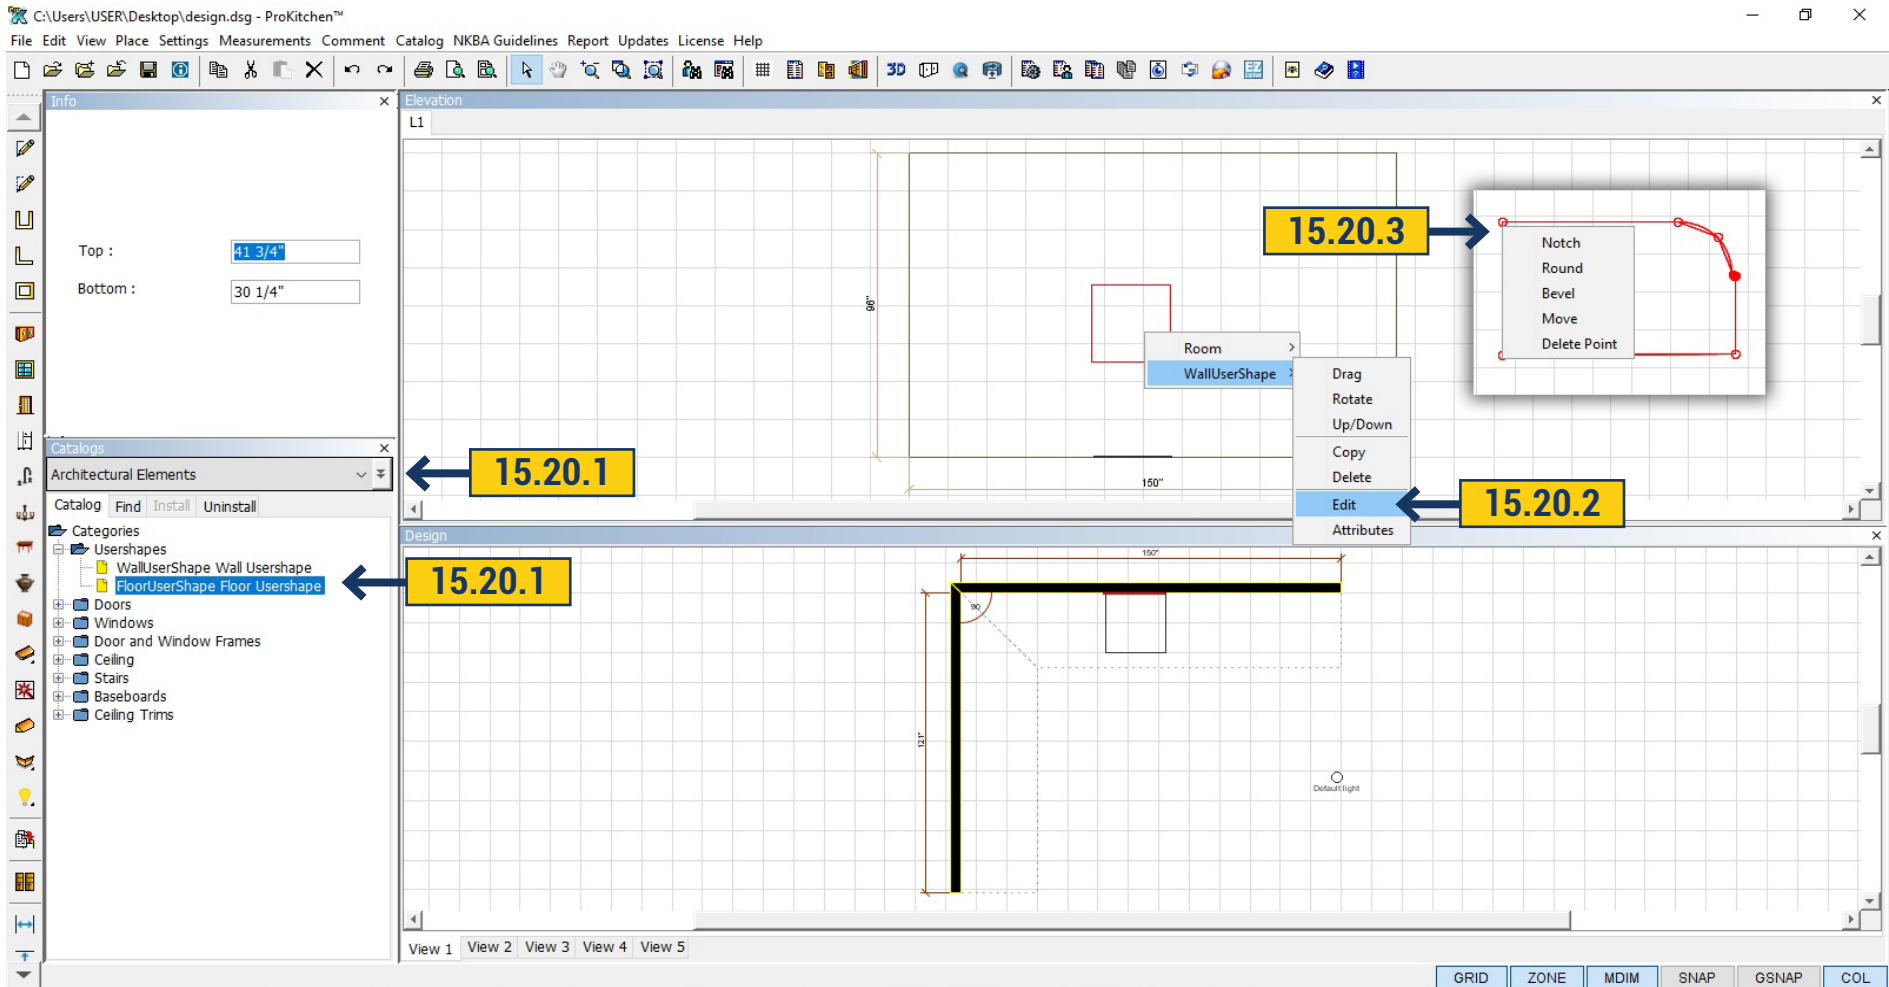 C:\Users\USER\Desktop\design.dsg - ProKitchen™
File Edit View Place Settings Measurements Comment Catalog NKBA Guidelines Report Updates License Help
3D
EZ
Info
Top :
41 3/4"
Bottom :
30 1/4"
Elevation
L1
96"
150"
Room
WallUserShape
Drag
Rotate
Up/Down
Copy
Delete
Edit
Attributes
15.20.3
Notch
Round
Bevel
Move
Delete Point
15.20.2
Catalogs
Architectural Elements
15.20.1
Catalog Find Install Uninstall
Categories
Usershapes
WallUserShape Wall Usershape
FloorUserShape Floor Usershape
15.20.1
Doors
Windows
Door and Window Frames
Ceiling
Stairs
Baseboards
Ceiling Trims
Design
150"
90
121"
Default light
View 1 View 2 View 3 View 4 View 5
GRID ZONE MDIM SNAP GSNAP COL